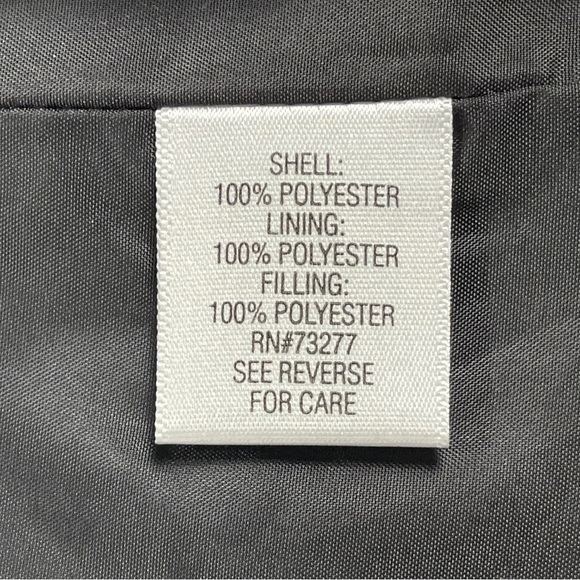 SHELL:
100% POLYESTER
LINING:
100% POLYESTER
FILLING:
100% POLYESTER
RN#73277
SEE REVERSE
FOR CARE